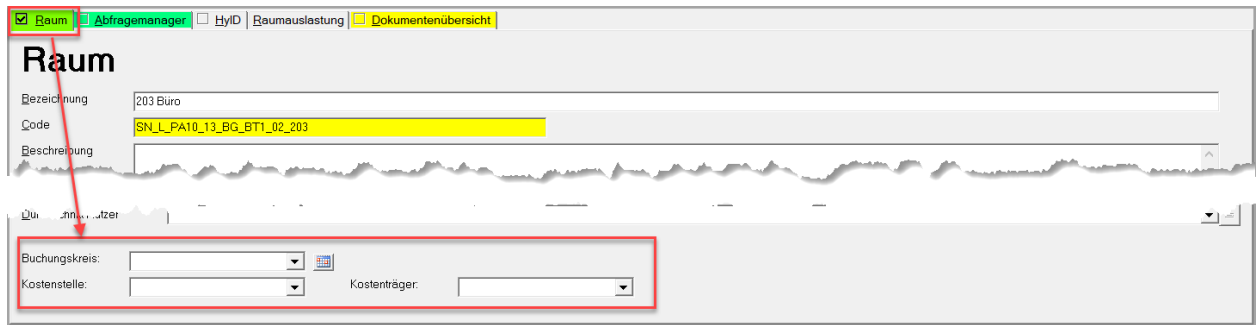 Raum Abfragemanager HyID Raumauslastung Dokumentenübersicht
Raum
Bezeichnung 203 Büro
Code SN_L_PA10_13_BG_BT1_02_203
Beschreibung
Buchungskreis:
Kostenstelle: Kostenträger: